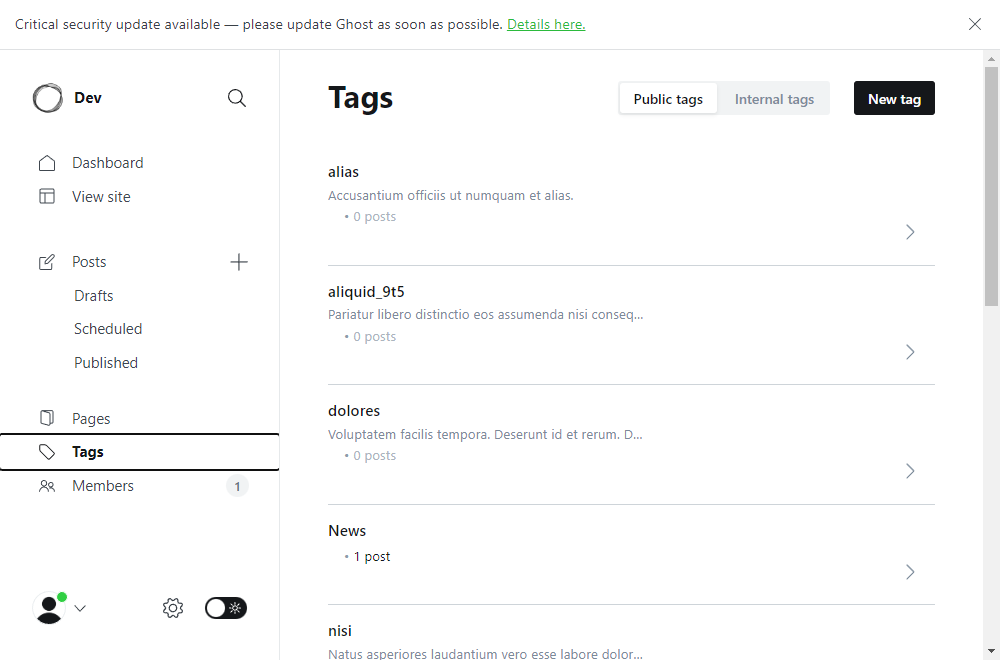 Critical security update available — please update Ghost as soon as possible. Details here.
Dev
Dashboard
View site
Posts
Drafts
Scheduled
Published
Pages
Tags
Members
1
Tags
Public tags
Internal tags
New tag
alias
Accusantium officiis ut numquam et alias.
• 0 posts
aliquid_9t5
Pariatur libero distinctio eos assumenda nisi conseq...
• 0 posts
dolores
Voluptatem facilis tempora. Deserunt id et rerum. D...
• 0 posts
News
• 1 post
nisi
Natus asperiores laudantium vero esse labore dolor...